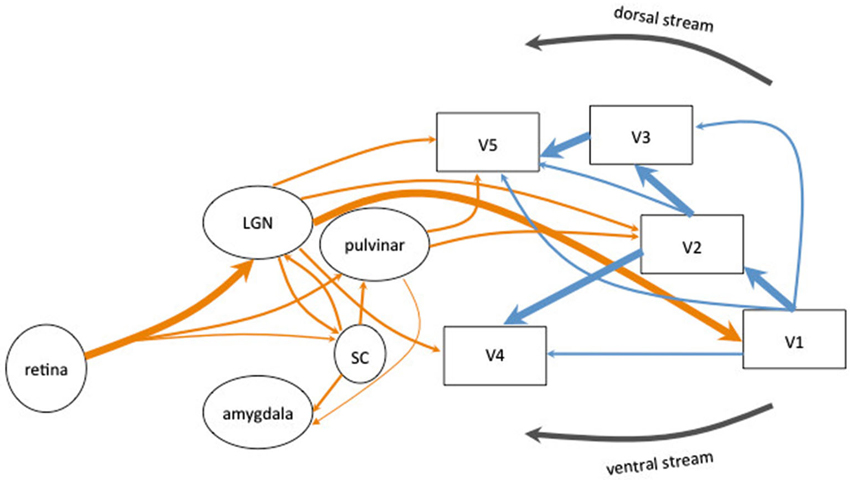 dorsal stream
V5
V3
LGN
pulvinar
V2
retina
SC
V4
V1
amygdala
ventral stream